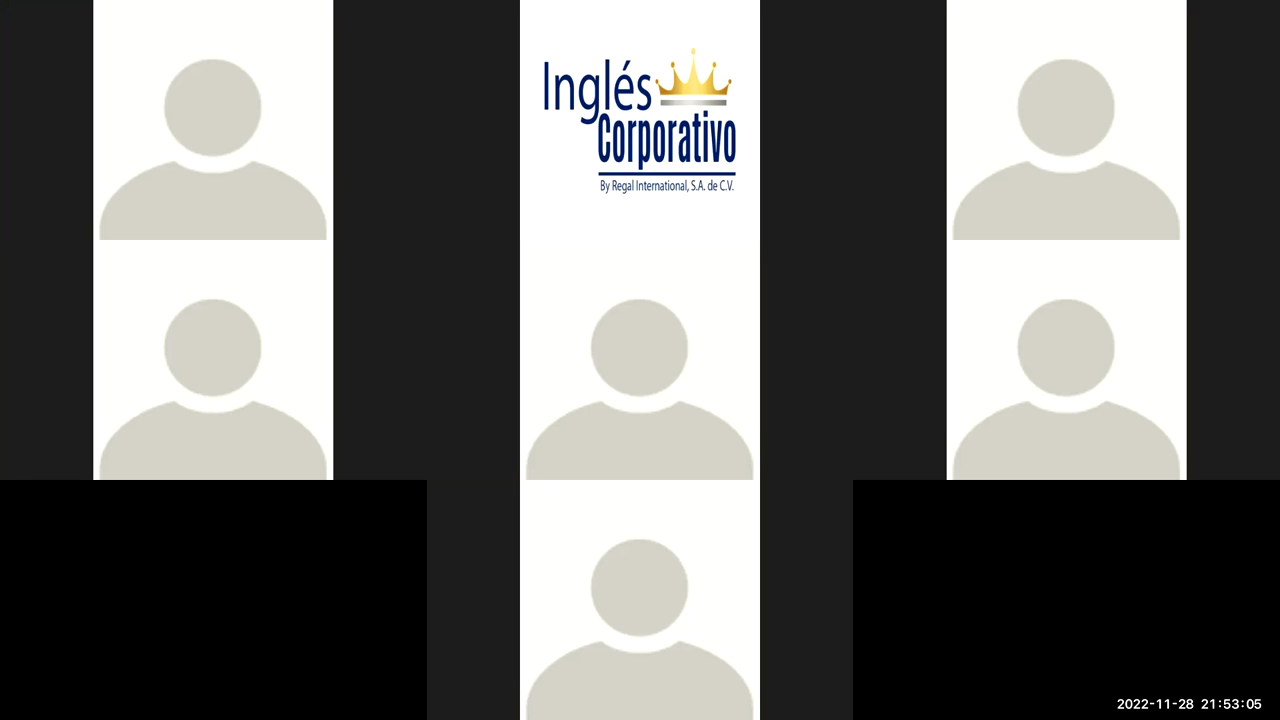 Inglés
Corporativo
By Regal International, S.A. de C.V.
2022-11-28 21:53:05